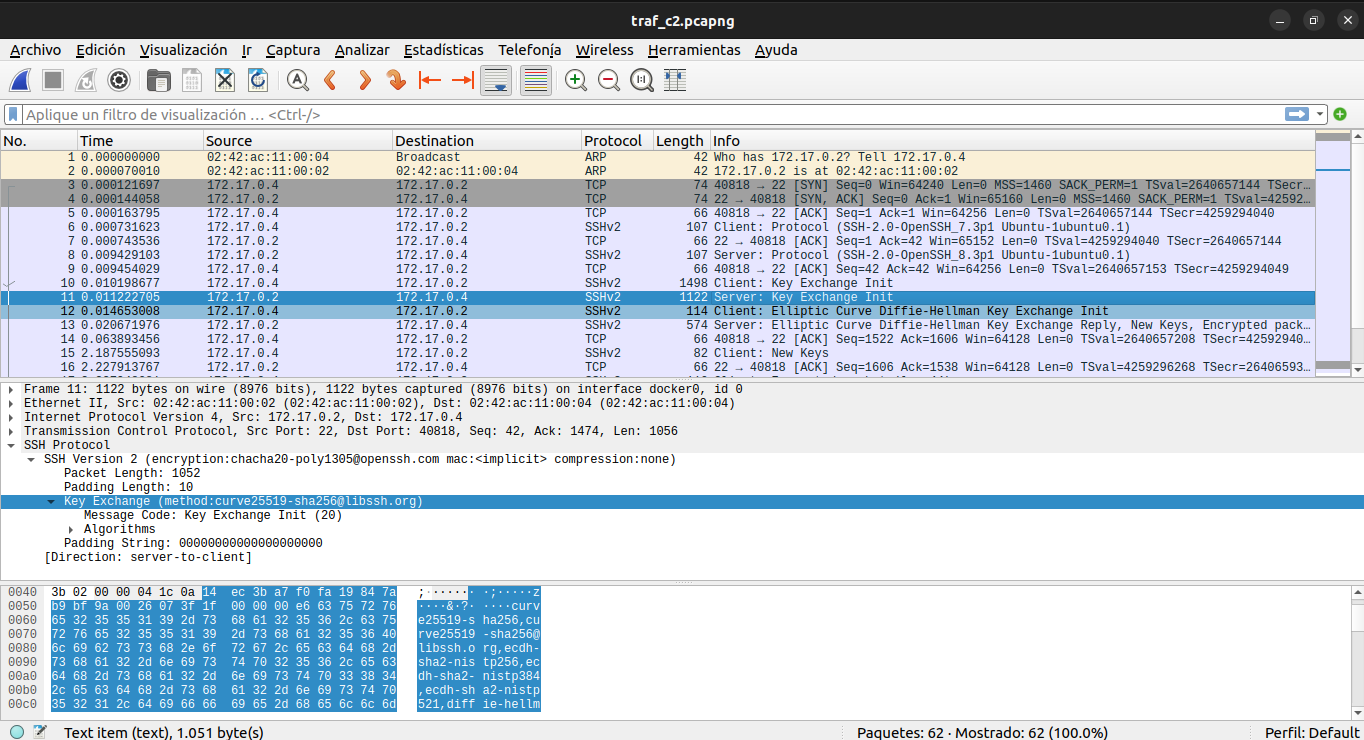 traf_c2.pcapng
Archivo Edición Visualización Ir Captura Analizar Estadísticas Telefonía Wireless Herramientas Ayuda
Aplique un filtro de visualización … <Ctrl-/>
No. Time Source Destination Protocol Length Info
1 0.000000000 02:42:ac:11:00:04 Broadcast ARP 42 Who has 172.17.0.2? Tell 172.17.0.4
2 0.000070010 02:42:ac:11:00:02 02:42:ac:11:00:04 ARP 42 172.17.0.2 is at 02:42:ac:11:00:02
3 0.000121697 172.17.0.4 172.17.0.2 TCP 74 40818 → 22 [SYN] Seq=0 Win=64240 Len=0 MSS=1460 SACK_PERM=1 TSval=2640657144 TSecr…
4 0.000144058 172.17.0.2 172.17.0.4 TCP 74 22 → 40818 [SYN, ACK] Seq=0 Ack=1 Win=65160 Len=0 MSS=1460 SACK_PERM=1 TSval=42592…
5 0.000163795 172.17.0.4 172.17.0.2 TCP 66 40818 → 22 [ACK] Seq=1 Ack=1 Win=64256 Len=0 TSval=2640657144 TSecr=4259294040
6 0.000731623 172.17.0.4 172.17.0.2 SSHv2 107 Client: Protocol (SSH-2.0-OpenSSH_7.3p1 Ubuntu-1ubuntu0.1)
7 0.000743536 172.17.0.2 172.17.0.4 TCP 66 22 → 40818 [ACK] Seq=1 Ack=42 Win=65152 Len=0 TSval=4259294040 TSecr=2640657144
8 0.009429103 172.17.0.2 172.17.0.4 SSHv2 107 Server: Protocol (SSH-2.0-OpenSSH_8.3p1 Ubuntu-1ubuntu0.1)
9 0.009454029 172.17.0.4 172.17.0.2 TCP 66 40818 → 22 [ACK] Seq=42 Ack=42 Win=64256 Len=0 TSval=2640657153 TSecr=4259294049
10 0.010198677 172.17.0.4 172.17.0.2 SSHv2 1498 Client: Key Exchange Init
11 0.011222705 172.17.0.2 172.17.0.4 SSHv2 1122 Server: Key Exchange Init
12 0.014653008 172.17.0.4 172.17.0.2 SSHv2 114 Client: Elliptic Curve Diffie-Hellman Key Exchange Init
13 0.020671976 172.17.0.2 172.17.0.4 SSHv2 574 Server: Elliptic Curve Diffie-Hellman Key Exchange Reply, New Keys, Encrypted pack…
14 0.063893456 172.17.0.4 172.17.0.2 TCP 66 40818 → 22 [ACK] Seq=1522 Ack=1606 Win=64128 Len=0 TSval=2640657208 TSecr=42592940…
15 2.187555093 172.17.0.4 172.17.0.2 SSHv2 82 Client: New Keys
16 2.227913767 172.17.0.2 172.17.0.4 TCP 66 22 → 40818 [ACK] Seq=1606 Ack=1538 Win=64128 Len=0 TSval=4259296268 TSecr=26406593…
Frame 11: 1122 bytes on wire (8976 bits), 1122 bytes captured (8976 bits) on interface docker0, id 0
Ethernet II, Src: 02:42:ac:11:00:02 (02:42:ac:11:00:02), Dst: 02:42:ac:11:00:04 (02:42:ac:11:00:04)
Internet Protocol Version 4, Src: 172.17.0.2, Dst: 172.17.0.4
Transmission Control Protocol, Src Port: 22, Dst Port: 40818, Seq: 42, Ack: 1474, Len: 1056
SSH Protocol
SSH Version 2 (encryption:chacha20-poly1305@openssh.com mac:<implicit> compression:none)
Packet Length: 1052
Padding Length: 10
Key Exchange (method:curve25519-sha256@libssh.org)
Message Code: Key Exchange Init (20)
Algorithms
Padding String: 00000000000000000000
[Direction: server-to-client]
0040 3b 02 00 00 04 1c 0a 14 ec 3b a7 f0 fa 19 84 7a ;······· ·;·····z
0050 b9 bf 9a 00 26 07 3f 1f 00 00 00 e6 63 75 72 76 ····&·?· ····curv
0060 65 32 35 35 31 39 2d 73 68 61 32 35 36 2c 63 75 e25519-s ha256,cu
0070 72 76 65 32 35 35 31 39 2d 73 68 61 32 35 36 40 rve25519 -sha256@
0080 6c 69 62 73 73 68 2e 6f 72 67 2c 65 63 64 68 2d libssh.o rg,ecdh-
0090 73 68 61 32 2d 6e 69 73 74 70 32 35 36 2c 65 63 sha2-nis tp256,ec
00a0 64 68 2d 73 68 61 32 2d 6e 69 73 74 70 33 38 34 dh-sha2- nistp384
00b0 2c 65 63 64 68 2d 73 68 61 32 2d 6e 69 73 74 70 ,ecdh-sh a2-nistp
00c0 35 32 31 2c 64 69 66 66 69 65 2d 68 65 6c 6c 6d 521,diff ie-hellm
Text item (text), 1.051 byte(s) Paquetes: 62 · Mostrado: 62 (100.0%) Perfil: Default